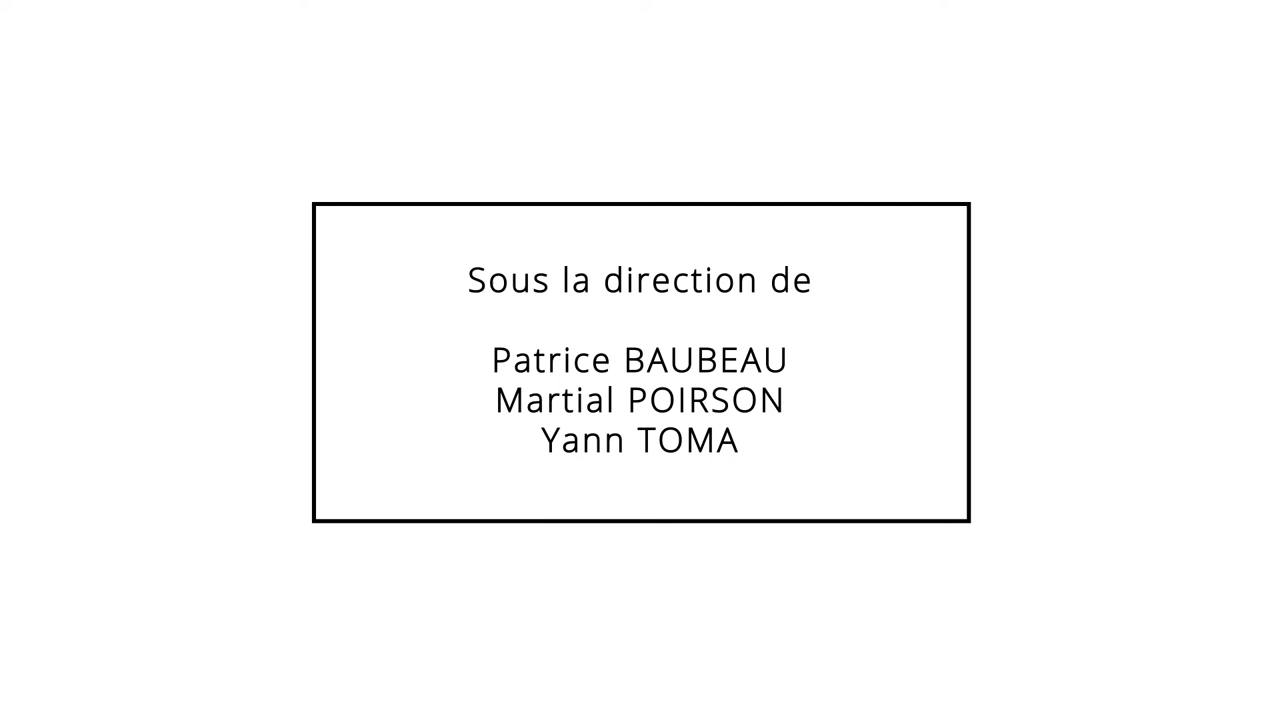 Sous la direction de
Patrice BAUBEAU
Martial POIRSON
Yann TOMA